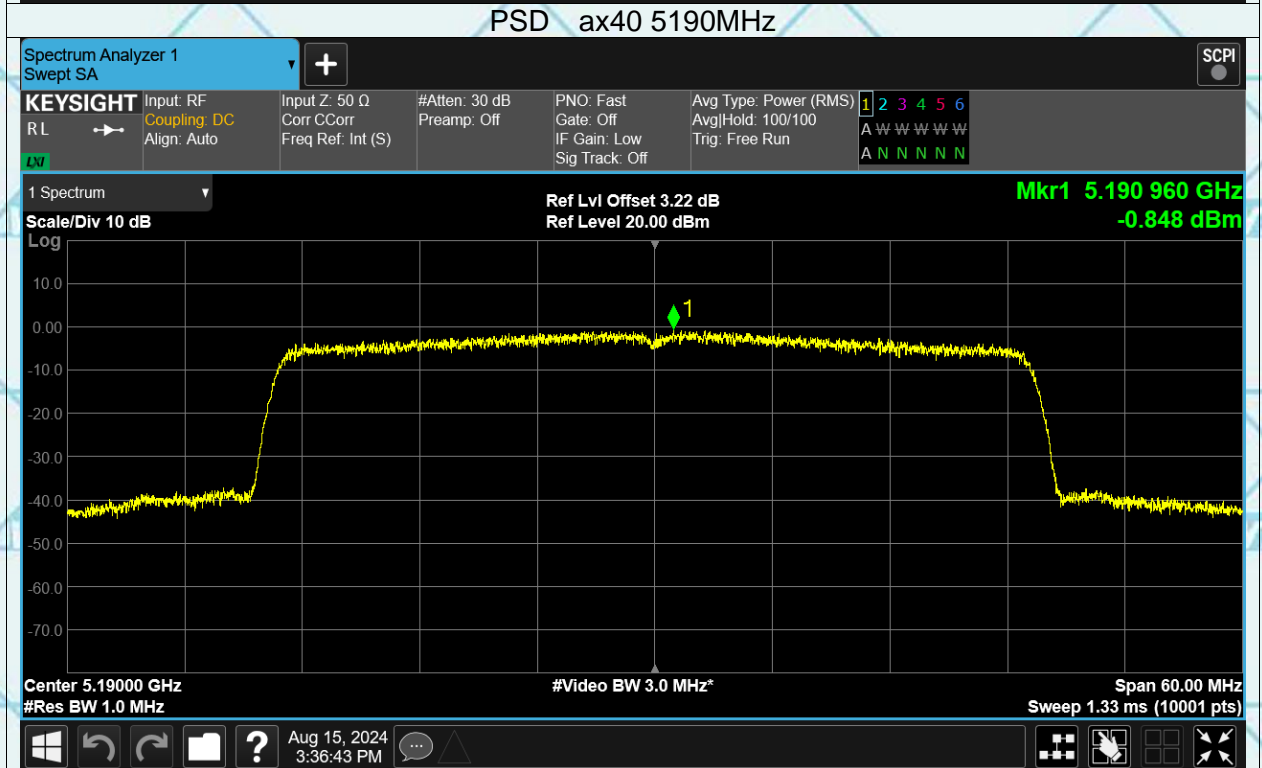 PSD ax40 5190MHz
Spectrum Analyzer 1
Swept SA
SCPI
KEYSIGHT
R L
LXI
Input: RF
Coupling: DC
Align: Auto
Input Z: 50 Ω
Corr CCorr
Freq Ref: Int (S)
#Atten: 30 dB
Preamp: Off
PNO: Fast
Gate: Off
IF Gain: Low
Sig Track: Off
Avg Type: Power (RMS)
Avg|Hold: 100/100
Trig: Free Run
1 2 3 4 5 6
A W W W W W
A N N N N N
1 Spectrum
Scale/Div 10 dB
Ref Lvl Offset 3.22 dB
Ref Level 20.00 dBm
Mkr1 5.190 960 GHz
-0.848 dBm
Log
10.0
0.00
-10.0
-20.0
-30.0
-40.0
-50.0
-60.0
-70.0
1
Center 5.19000 GHz
#Res BW 1.0 MHz
#Video BW 3.0 MHz*
Span 60.00 MHz
Sweep 1.33 ms (10001 pts)
?
Aug 15, 2024
3:36:43 PM